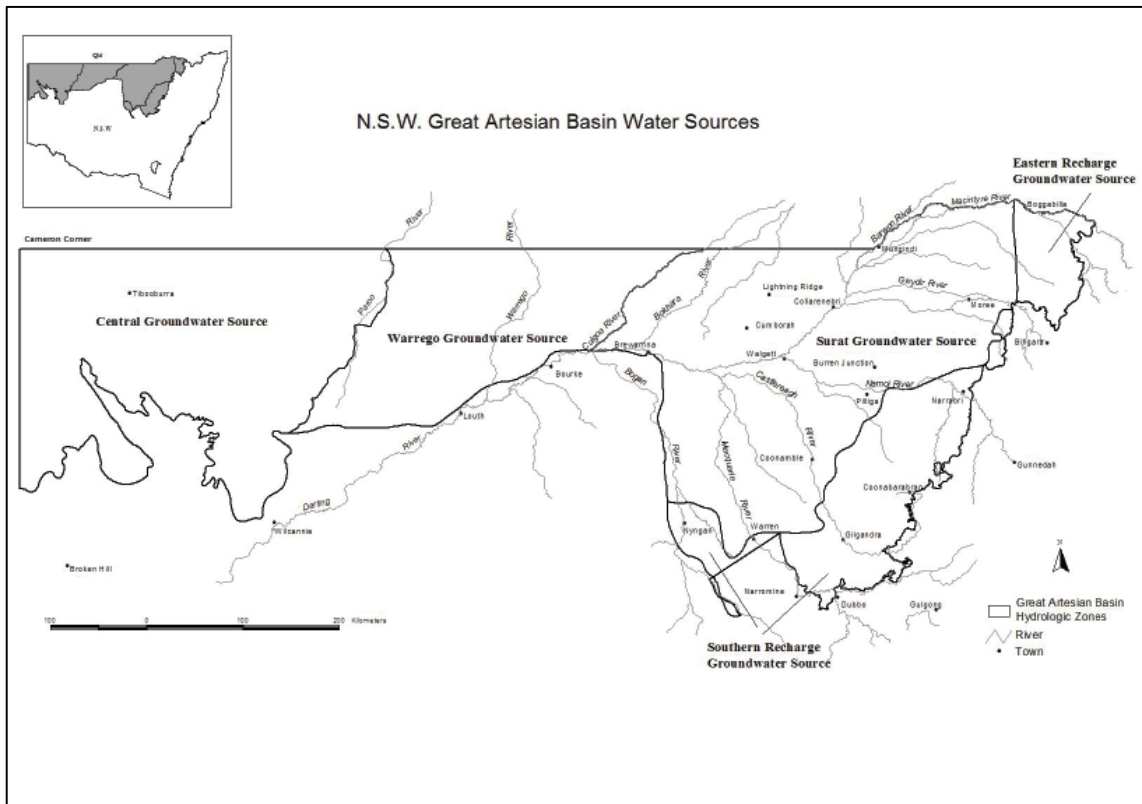 QLD
N.S.W
N.S.W. Great Artesian Basin Water Sources
Eastern Recharge
Groundwater Source
Cameron Corner
River
River
Barwon River
Macintyre River
Boggabilla
Mungindi
Tibooburra
Central Groundwater Source
Paroo
Warrego
Warrego Groundwater Source
Culgoa River
Bokhara
River
Lightning Ridge
Collarenebri
Gwydir River
Moree
Cumborah
Brewarrina
Walgett
Surat Groundwater Source
Bingara
Burren Junction
Bourke
Bogan
Castlereagh
Namoi River
Pilliga
Narrabri
Louth
River
Darling
River
Macquarie
River
Coonamble
River
Gunnedah
Coonabarabran
Wilcannia
Nyngan
Warren
Gilgandra
Broken Hill
Narromine
Dubbo
Gulgong
N
100 0 100 200 Kilometers
Great Artesian Basin
Hydrologic Zones
River
Town
Southern Recharge
Groundwater Source